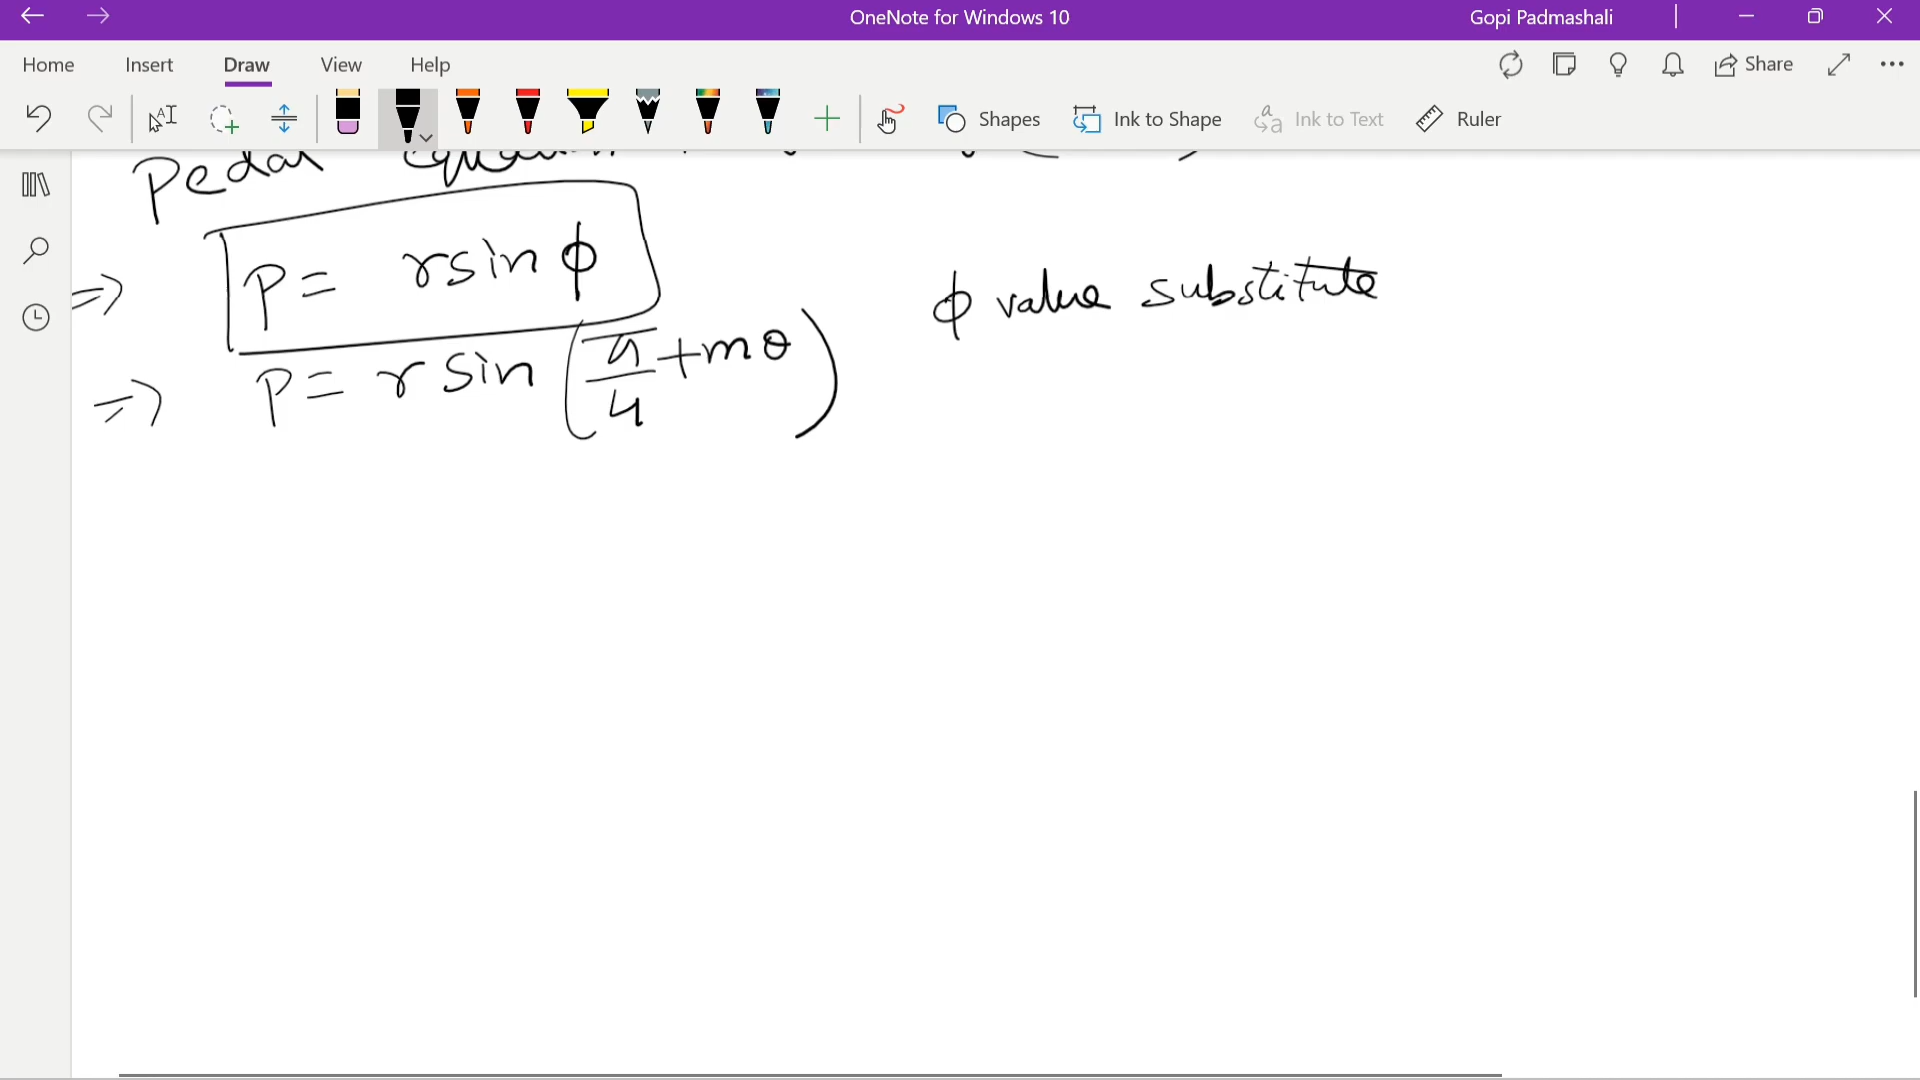 OneNote for Windows 10
Gopi Padmashali
Home Insert Draw View Help
Share
Shapes Ink to Shape Ink to Text Ruler
Pedal
P = r sin ϕ
ϕ value substitute
⇒ P = r sin (π/4 + mθ)